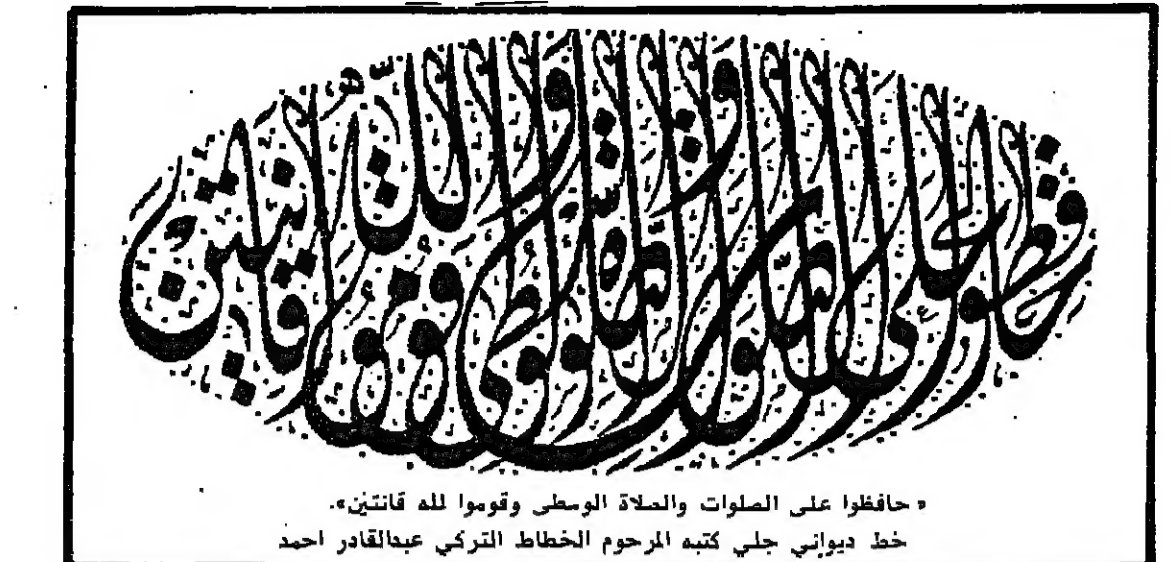 حافظوا على الصلوات والصلاة الوسطى وقوموا لله قانتين
« حافظوا على الصلوات والصلاة الوسطى وقوموا لله قانتين».
خط ديواني جلي كتبه المرحوم الخطاط التركي عبدالقادر احمد